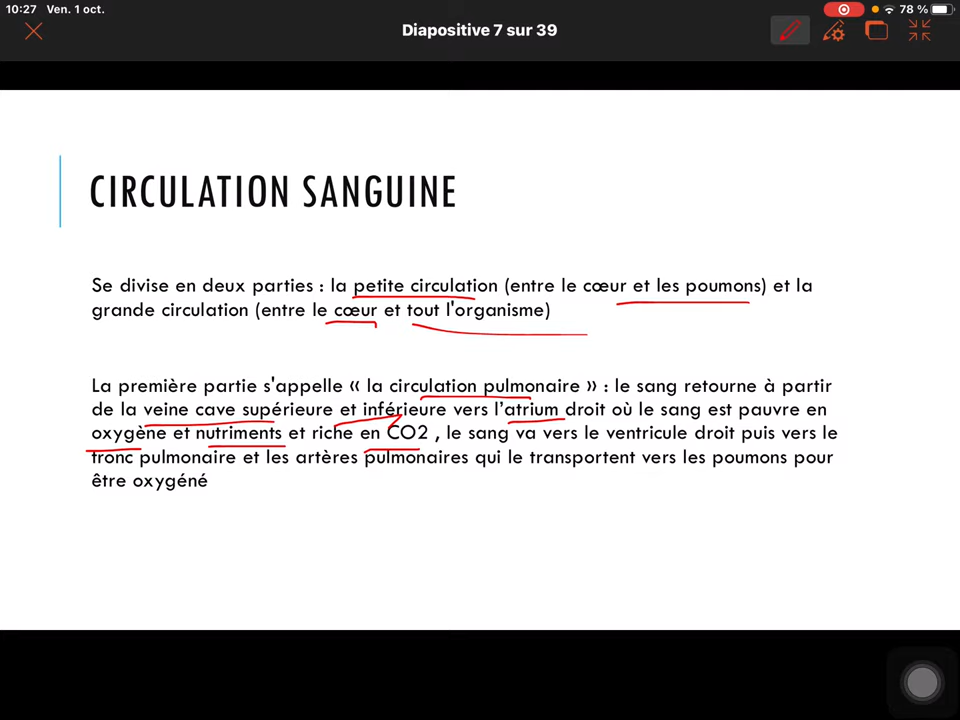 10:27 Ven. 1 oct.
78 %
Diapositive 7 sur 39
CIRCULATION SANGUINE
Se divise en deux parties : la petite circulation (entre le cœur et les poumons) et la
grande circulation (entre le cœur et tout l'organisme)
La première partie s'appelle « la circulation pulmonaire » : le sang retourne à partir
de la veine cave supérieure et inférieure vers l’atrium droit où le sang est pauvre en
oxygène et nutriments et riche en CO2 , le sang va vers le ventricule droit puis vers le
tronc pulmonaire et les artères pulmonaires qui le transportent vers les poumons pour
être oxygéné